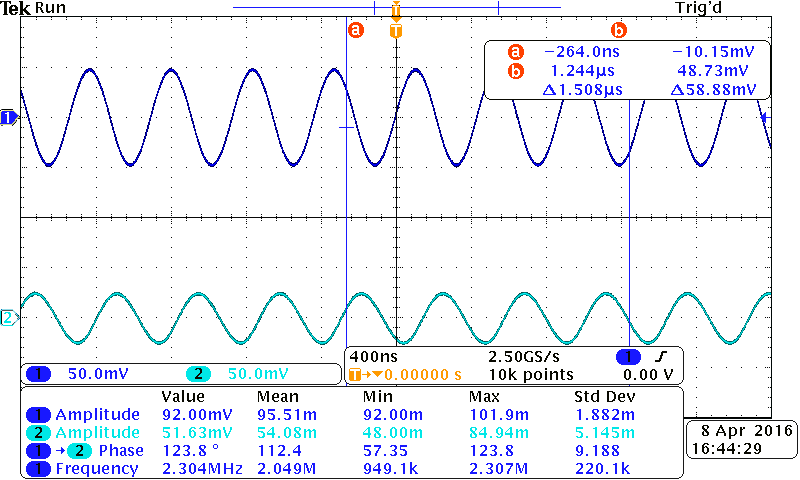 Tek Run T Trig'd
a T b
a -264.0ns -10.15mV
b 1.244µs 48.73mV
Δ1.508µs Δ58.88mV
1
2
1 50.0mV 2 50.0mV
400ns 2.50GS/s 1
T→▼0.00000 s 10k points 0.00 V
Value Mean Min Max Std Dev
1 Amplitude 92.00mV 95.51m 92.00m 101.9m 1.882m
2 Amplitude 51.63mV 54.08m 48.00m 84.94m 5.145m
1 → 2 Phase 123.8 ° 112.4 57.35 123.8 9.188
1 Frequency 2.304MHz 2.049M 949.1k 2.307M 220.1k
8 Apr 2016
16:44:29